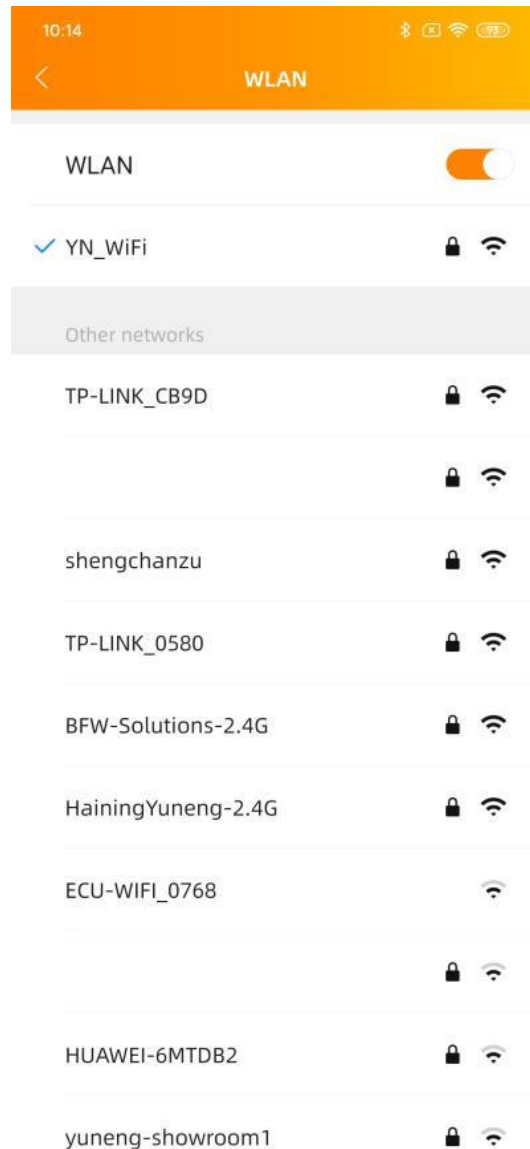 10:14
93
WLAN
WLAN
YN_WiFi
Other networks
TP-LINK_CB9D
shengchanzu
TP-LINK_0580
BFW-Solutions-2.4G
HainingYuneng-2.4G
ECU-WIFI_0768
HUAWEI-6MTDB2
yuneng-showroom1